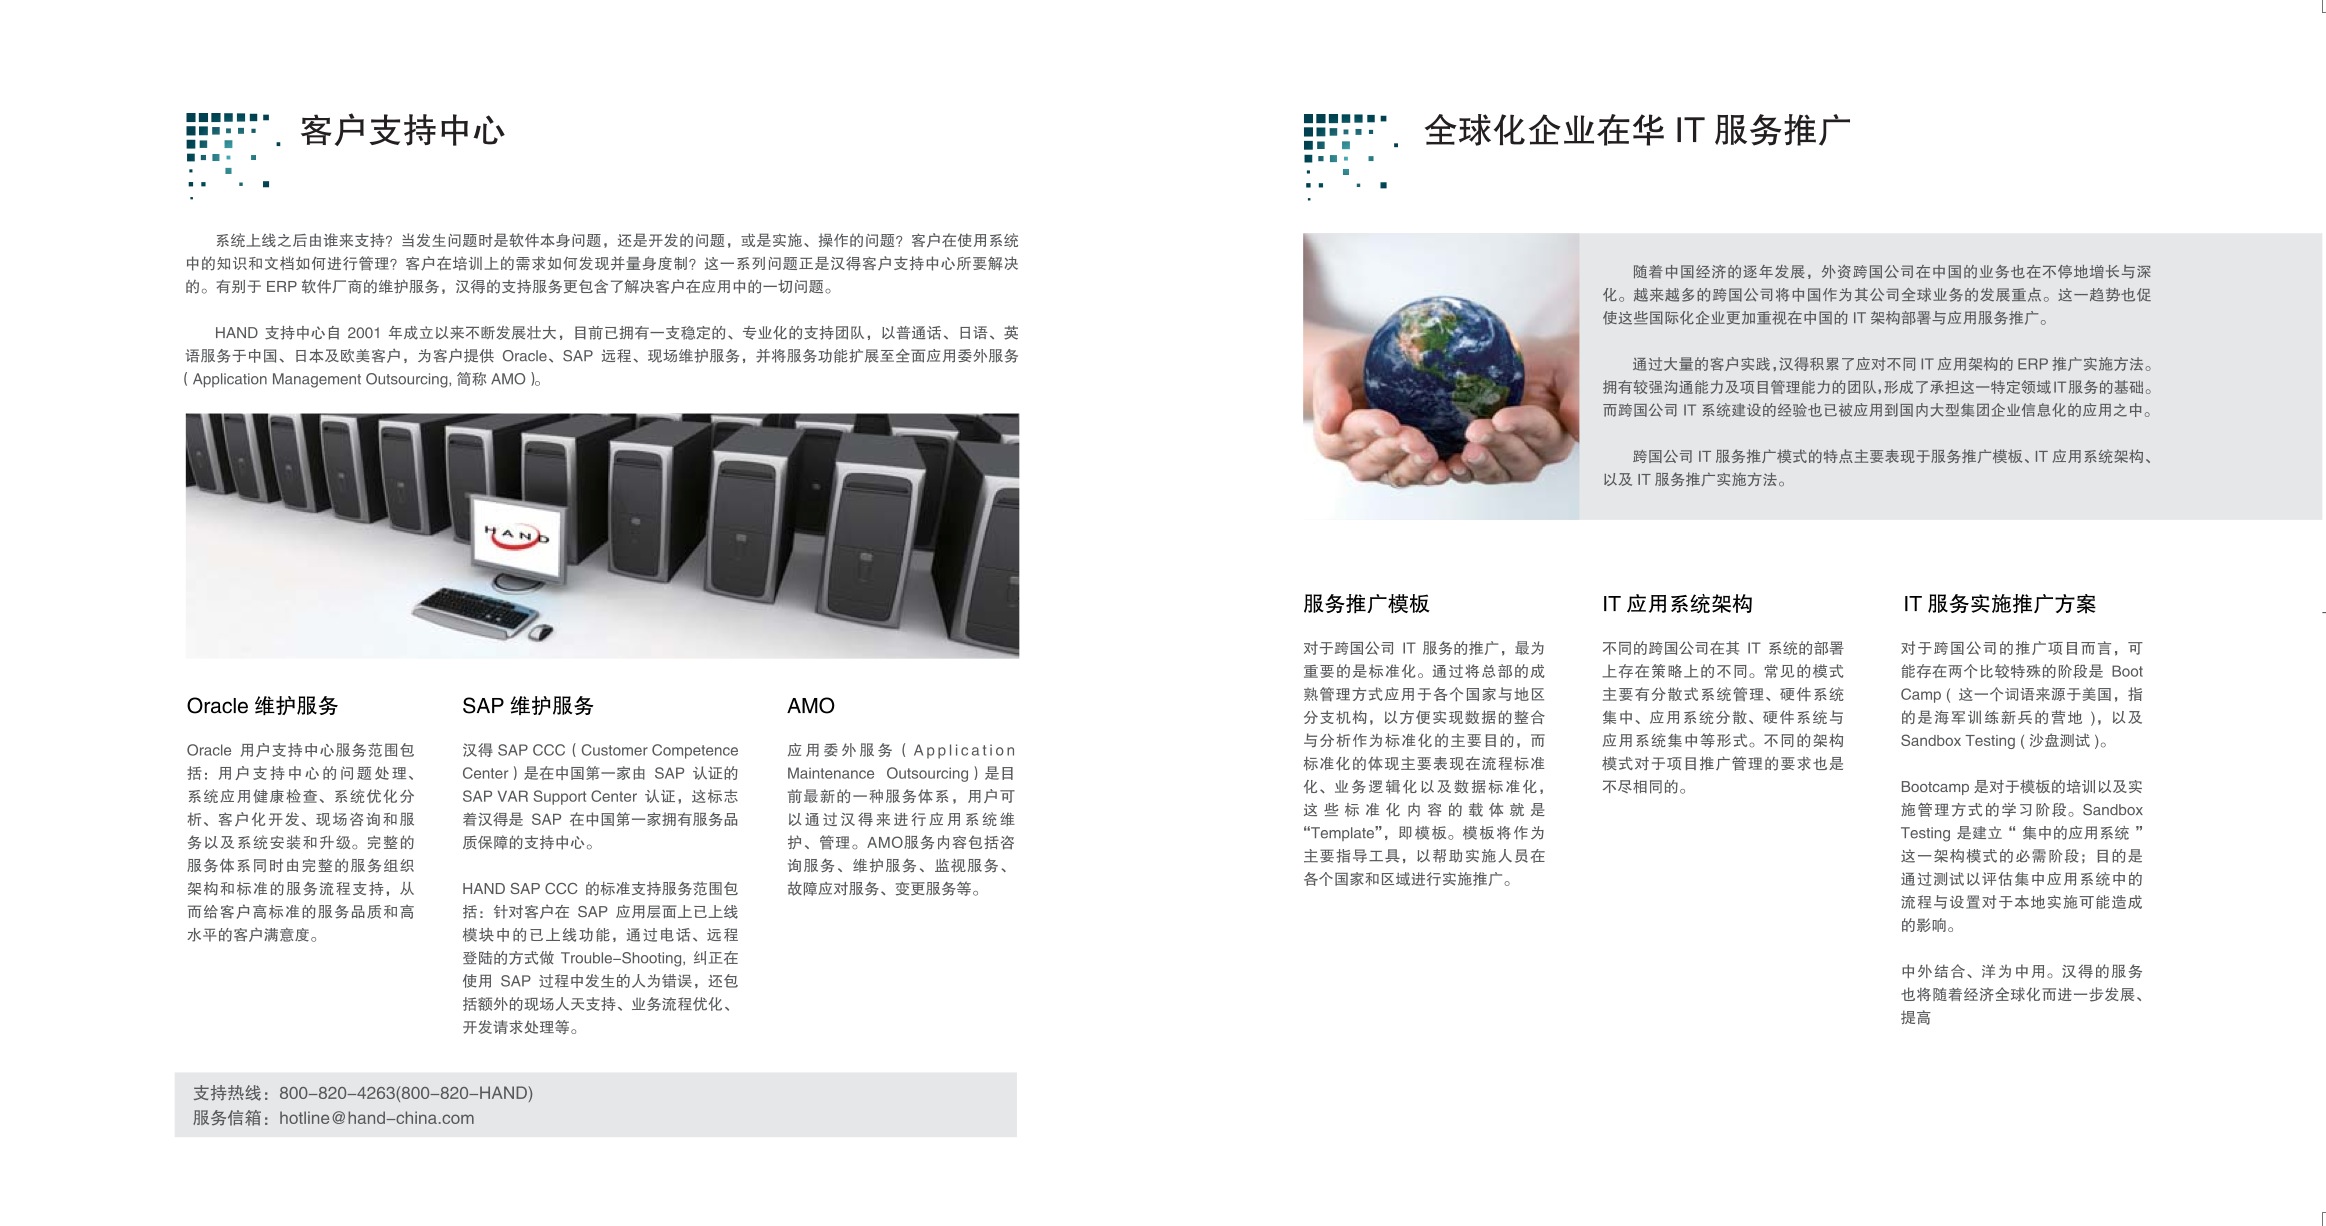 客户支持中心
系统上线之后由谁来支持？当发生问题时是软件本身问题，还是开发的问题，或是实施、操作的问题？客户在使用系统
中的知识和文档如何进行管理？客户在培训上的需求如何发现并量身度制？这一系列问题正是汉得客户支持中心所要解决
的。有别于 ERP 软件厂商的维护服务，汉得的支持服务更包含了解决客户在应用中的一切问题。
HAND 支持中心自 2001 年成立以来不断发展壮大，目前已拥有一支稳定的、专业化的支持团队，以普通话、日语、英
语服务于中国、日本及欧美客户，为客户提供 Oracle、SAP 远程、现场维护服务，并将服务功能扩展至全面应用委外服务
( Application Management Outsourcing, 简称 AMO )。
HAND
Oracle 维护服务
Oracle 用户支持中心服务范围包
括：用户支持中心的问题处理、
系统应用健康检查、系统优化分
析、客户化开发、现场咨询和服
务以及系统安装和升级。完整的
服务体系同时由完整的服务组织
架构和标准的服务流程支持，从
而给客户高标准的服务品质和高
水平的客户满意度。
SAP 维护服务
汉得 SAP CCC ( Customer Competence
Center ) 是在中国第一家由 SAP 认证的
SAP VAR Support Center 认证，这标志
着汉得是 SAP 在中国第一家拥有服务品
质保障的支持中心。
HAND SAP CCC 的标准支持服务范围包
括：针对客户在 SAP 应用层面上已上线
模块中的已上线功能，通过电话、远程
登陆的方式做 Trouble-Shooting, 纠正在
使用 SAP 过程中发生的人为错误，还包
括额外的现场人天支持、业务流程优化、
开发请求处理等。
AMO
应用委外服务 ( Application
Maintenance Outsourcing ) 是目
前最新的一种服务体系，用户可
以通过汉得来进行应用系统维
护、管理。AMO服务内容包括咨
询服务、维护服务、监视服务、
故障应对服务、变更服务等。
支持热线：800-820-4263(800-820-HAND)
服务信箱：hotline@hand-china.com
全球化企业在华 IT 服务推广
随着中国经济的逐年发展，外资跨国公司在中国的业务也在不停地增长与深
化。越来越多的跨国公司将中国作为其公司全球业务的发展重点。这一趋势也促
使这些国际化企业更加重视在中国的 IT 架构部署与应用服务推广。
通过大量的客户实践,汉得积累了应对不同 IT 应用架构的 ERP 推广实施方法。
拥有较强沟通能力及项目管理能力的团队,形成了承担这一特定领域IT服务的基础。
而跨国公司 IT 系统建设的经验也已被应用到国内大型集团企业信息化的应用之中。
跨国公司 IT 服务推广模式的特点主要表现于服务推广模板、IT 应用系统架构、
以及 IT 服务推广实施方法。
服务推广模板
对于跨国公司 IT 服务的推广，最为
重要的是标准化。通过将总部的成
熟管理方式应用于各个国家与地区
分支机构，以方便实现数据的整合
与分析作为标准化的主要目的，而
标准化的体现主要表现在流程标准
化、业务逻辑化以及数据标准化，
这些标准化内容的载体就是
“Template”，即模板。模板将作为
主要指导工具，以帮助实施人员在
各个国家和区域进行实施推广。
IT 应用系统架构
不同的跨国公司在其 IT 系统的部署
上存在策略上的不同。常见的模式
主要有分散式系统管理、硬件系统
集中、应用系统分散、硬件系统与
应用系统集中等形式。不同的架构
模式对于项目推广管理的要求也是
不尽相同的。
IT 服务实施推广方案
对于跨国公司的推广项目而言，可
能存在两个比较特殊的阶段是 Boot
Camp ( 这一个词语来源于美国，指
的是海军训练新兵的营地 )，以及
Sandbox Testing ( 沙盘测试 )。
Bootcamp 是对于模板的培训以及实
施管理方式的学习阶段。Sandbox
Testing 是建立 “ 集中的应用系统 ”
这一架构模式的必需阶段；目的是
通过测试以评估集中应用系统中的
流程与设置对于本地实施可能造成
的影响。
中外结合、洋为中用。汉得的服务
也将随着经济全球化而进一步发展、
提高